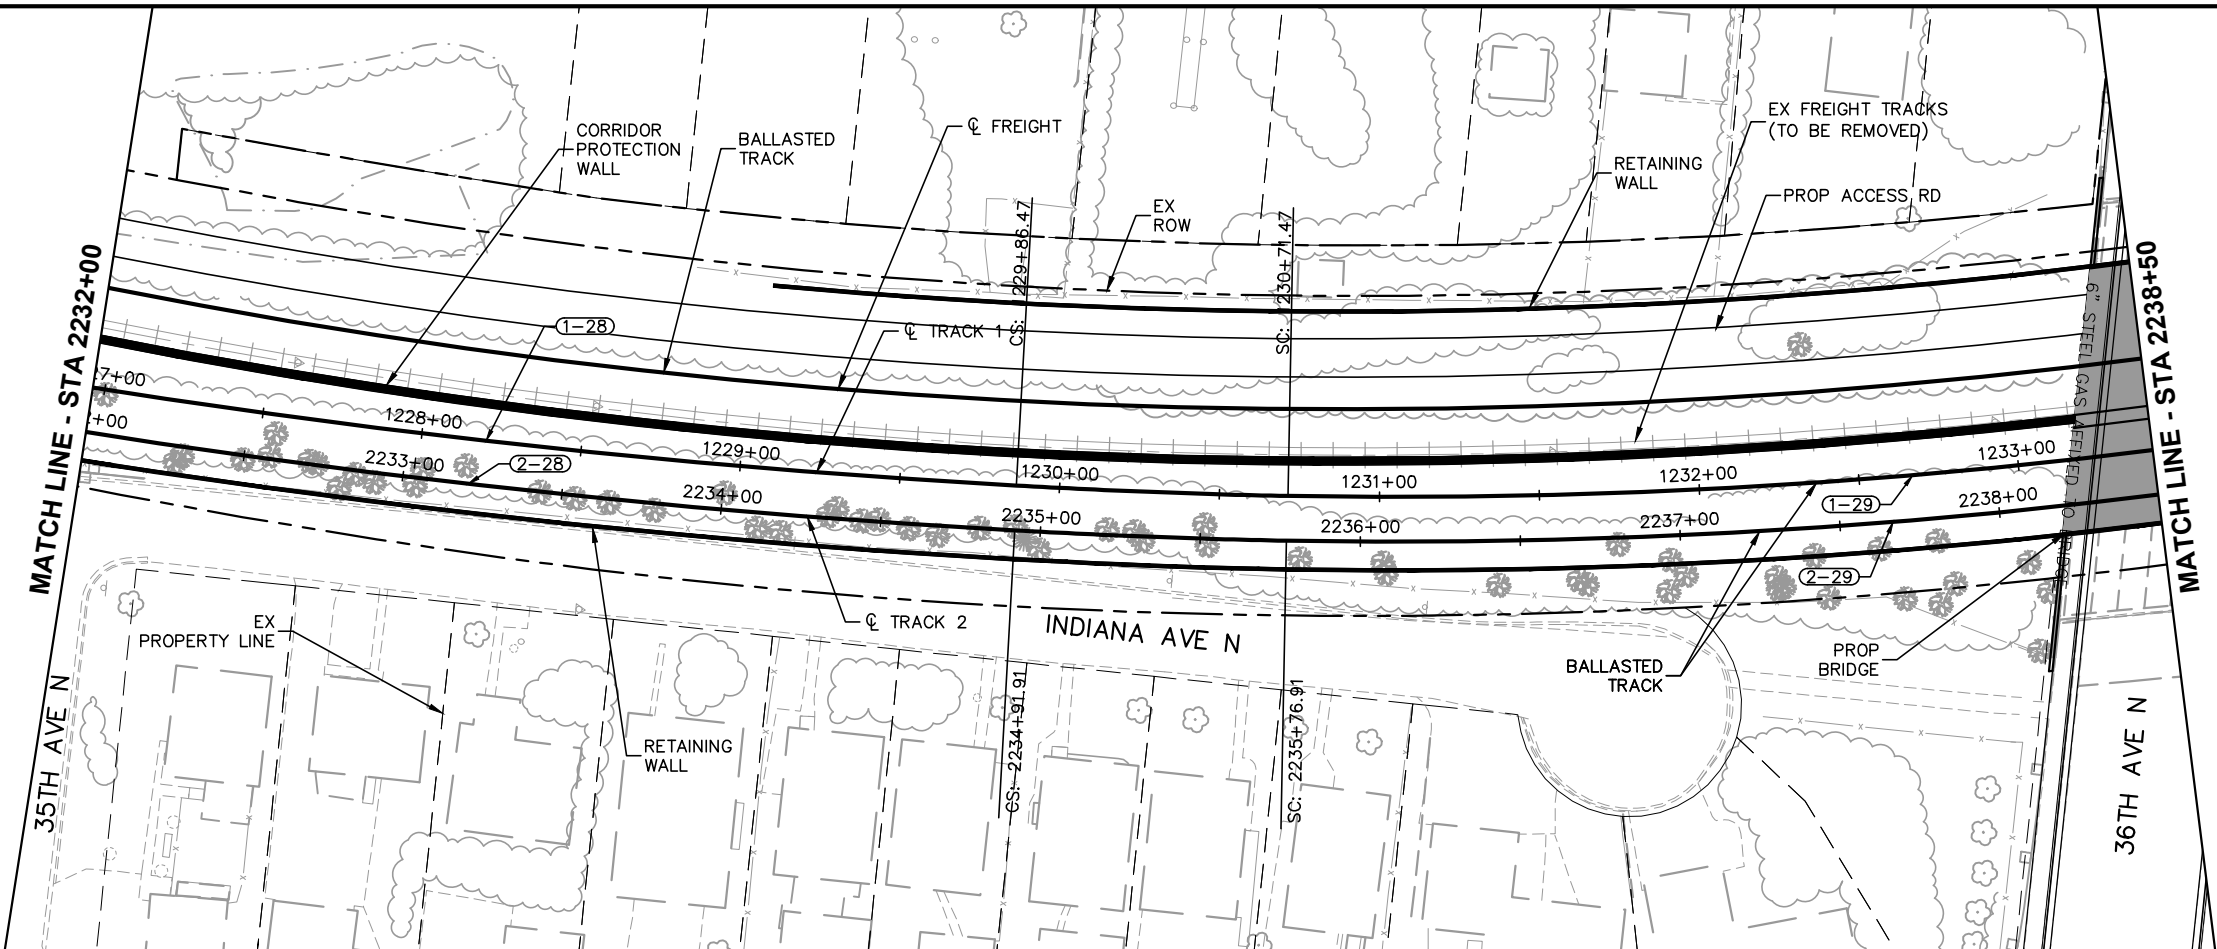 MATCH LINE - STA 2232+00
CORRIDOR
PROTECTION
WALL
BALLASTED
TRACK
℄ FREIGHT
EX
ROW
RETAINING
WALL
EX FREIGHT TRACKS
(TO BE REMOVED)
PROP ACCESS RD
MATCH LINE - STA 2238+50
CS: 2229+86.47
SC: 1230+71.47
1-28
℄ TRACK 1
7+00
1228+00
1229+00
1230+00
1231+00
1232+00
1233+00
+00
2233+00
2-28
2234+00
2235+00
2236+00
2237+00
2238+00
1-29
2-29
6" STEEL GAS AFFIXED TO BRIDGE
EX
PROPERTY LINE
℄ TRACK 2
INDIANA AVE N
BALLASTED
TRACK
PROP
BRIDGE
RETAINING
WALL
CS: 2234+91.91
SC: 2235+76.91
35TH AVE N
36TH AVE N